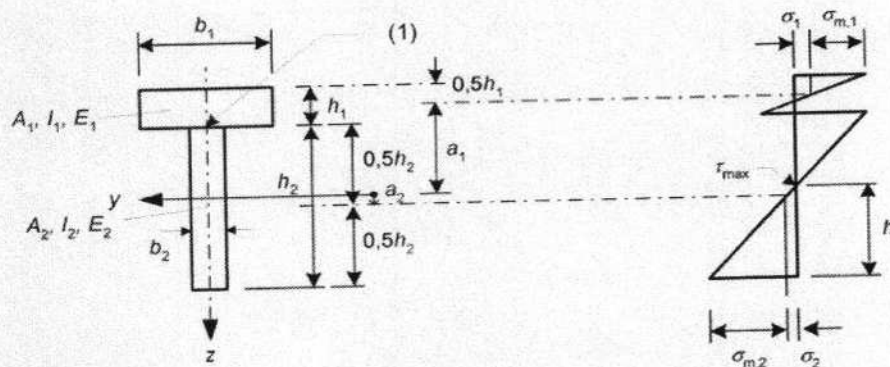 b₁
(1)
σ₁
σₘ,₁
0,5h₁
h₁
A₁, I₁, E₁
a₁
0,5h₂
h₂
τₘₐₓ
y
a₂
h
A₂, I₂, E₂
b₂
0,5h₂
z
σₘ,₂
σ₂